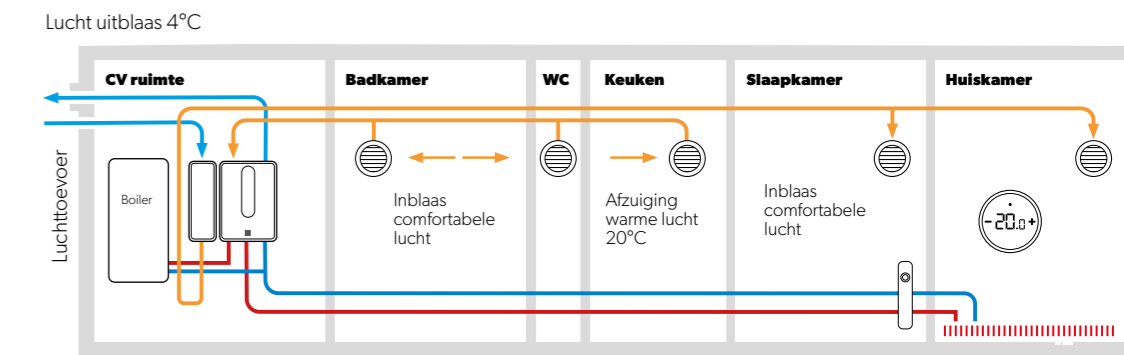 Lucht uitblaas 4°C
CV ruimte
Badkamer
WC
Keuken
Slaapkamer
Huiskamer
Luchttoevoer
Boiler
Inblaas
comfortabele
lucht
Afzuiging
warme lucht
20°C
Inblaas
comfortabele
lucht
-20.0+